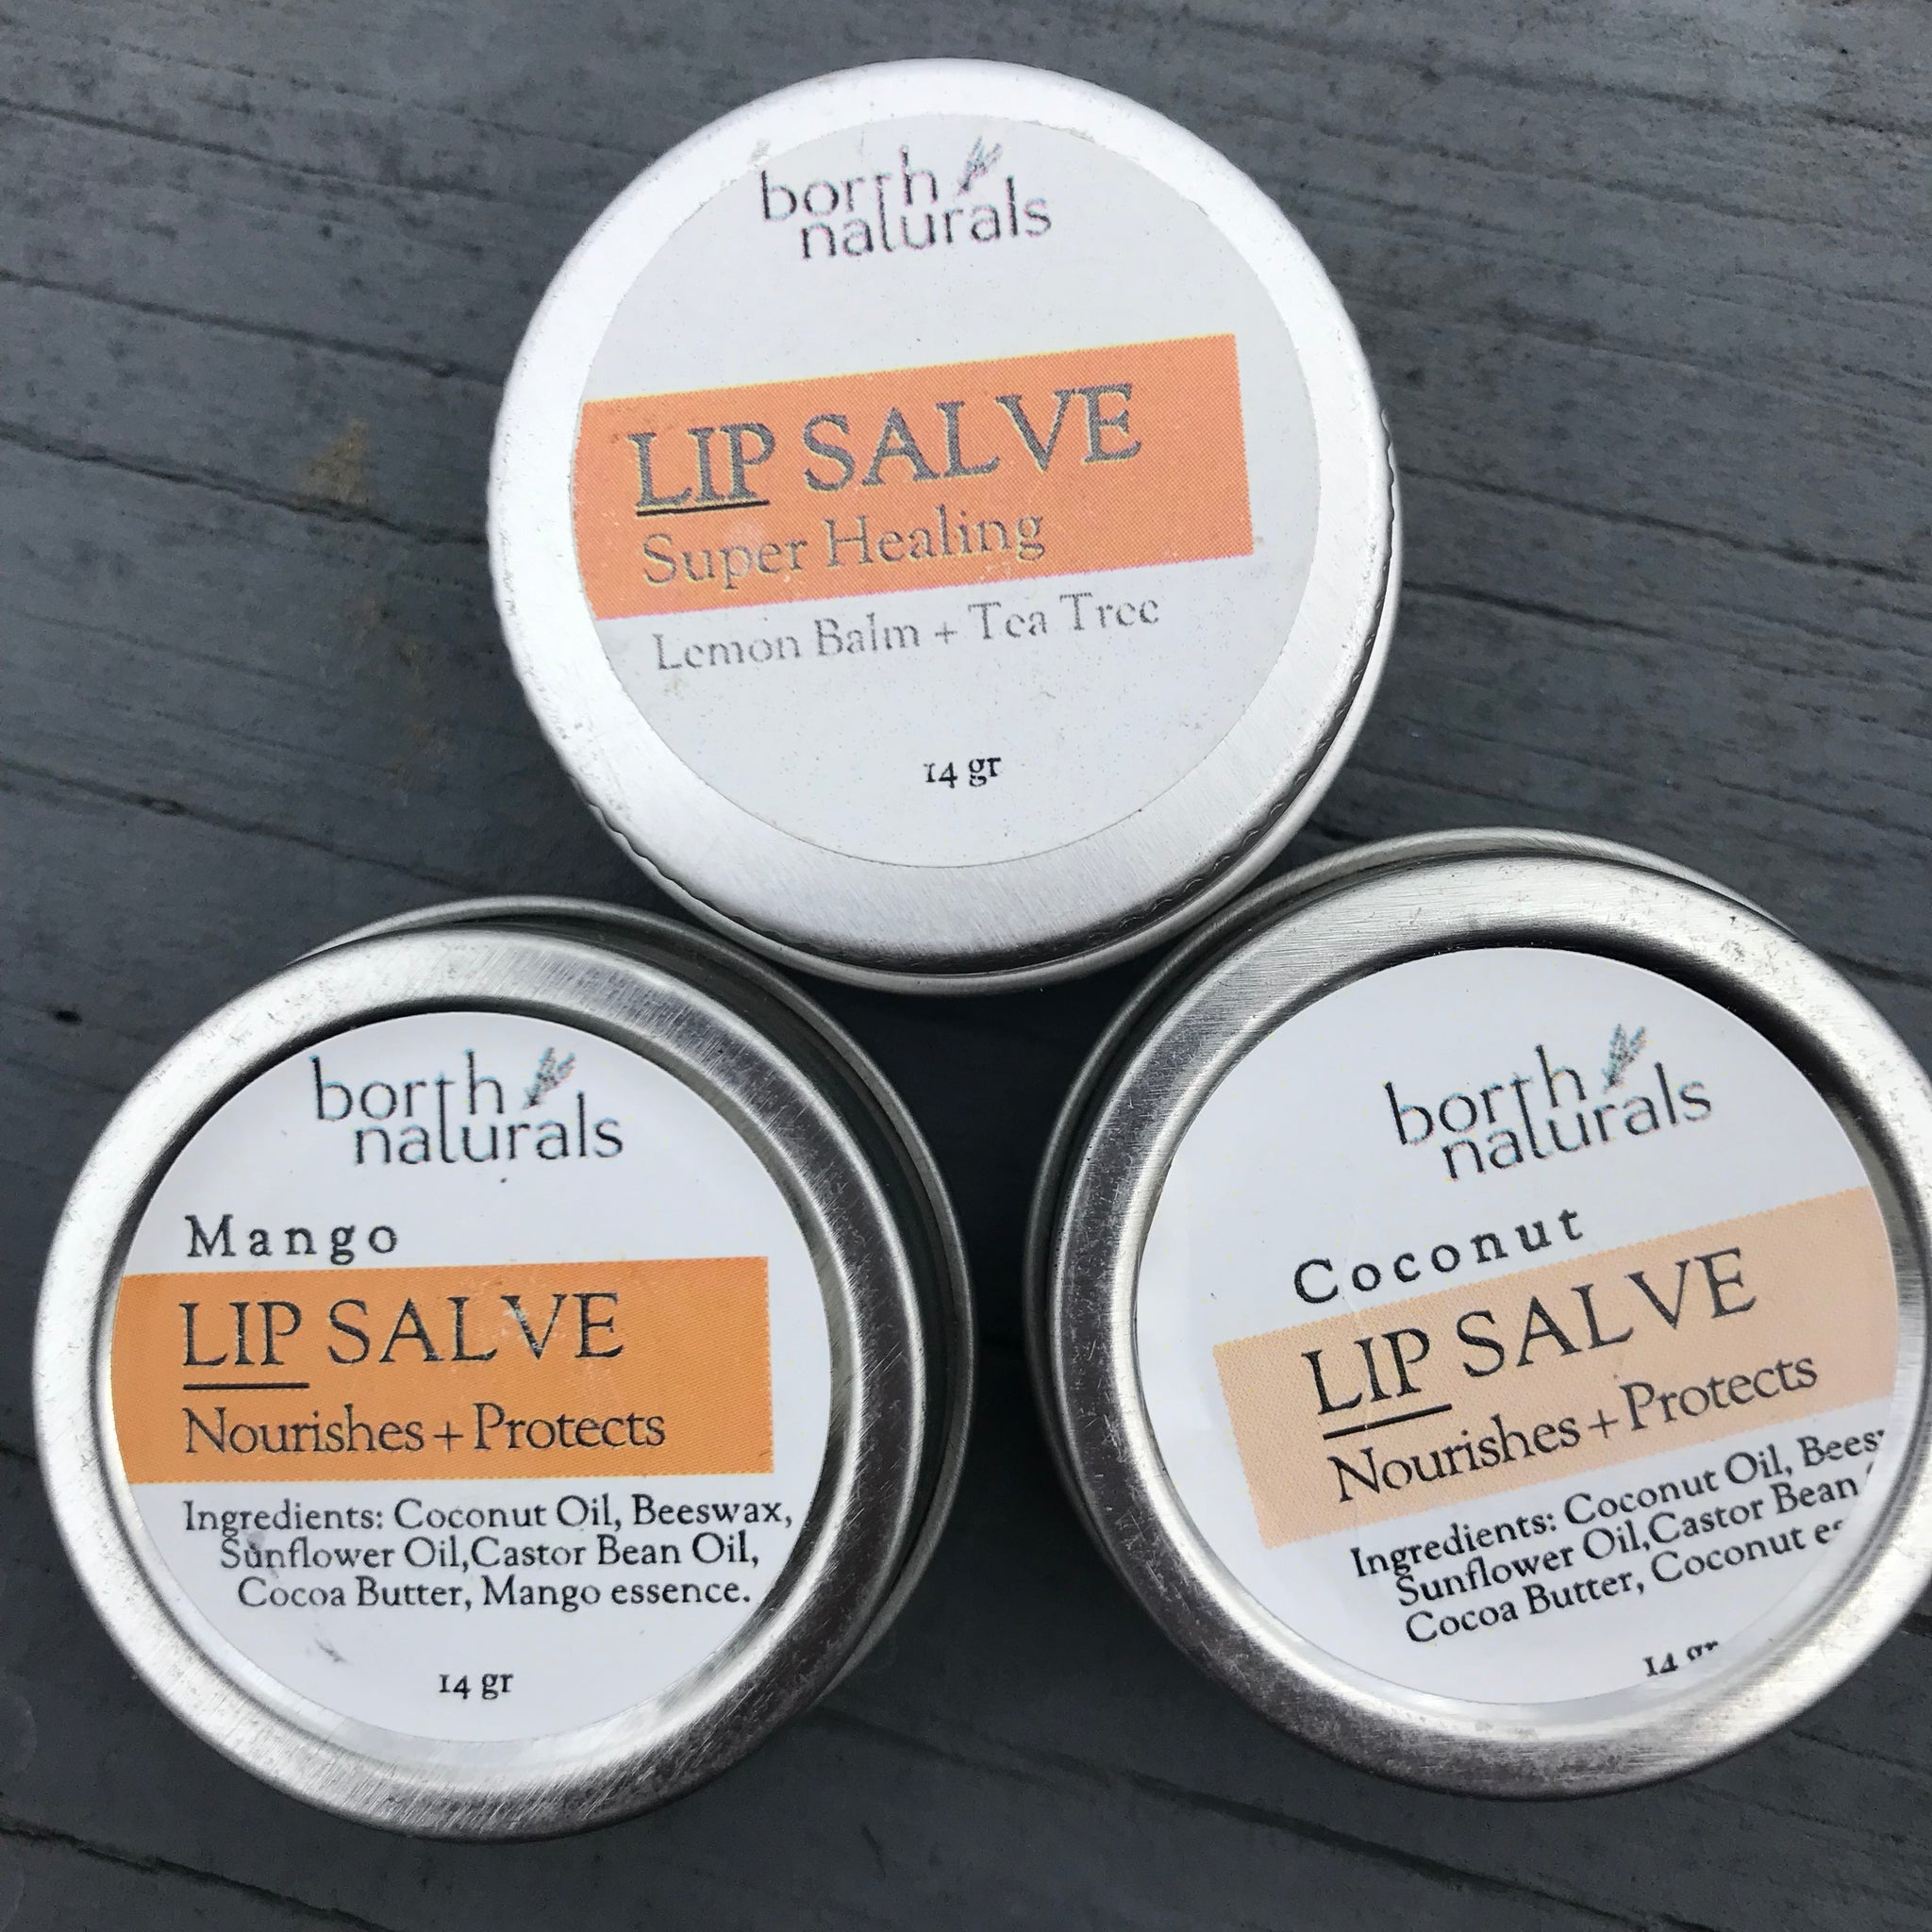 borth
naturals
LIP SALVE
Super Healing
Lemon Balm + Tea Tree
14 gr
borth
naturals
Mango
LIP SALVE
Nourishes + Protects
Ingredients: Coconut Oil, Beeswax,
Sunflower Oil,Castor Bean Oil,
Cocoa Butter, Mango essence.
14 gr
borth
naturals
Coconut
LIP SALVE
Nourishes + Protects
Ingredients: Coconut Oil,
Sunflower Oil,Castor Bean
Cocoa Butter, Coconut
14 gr